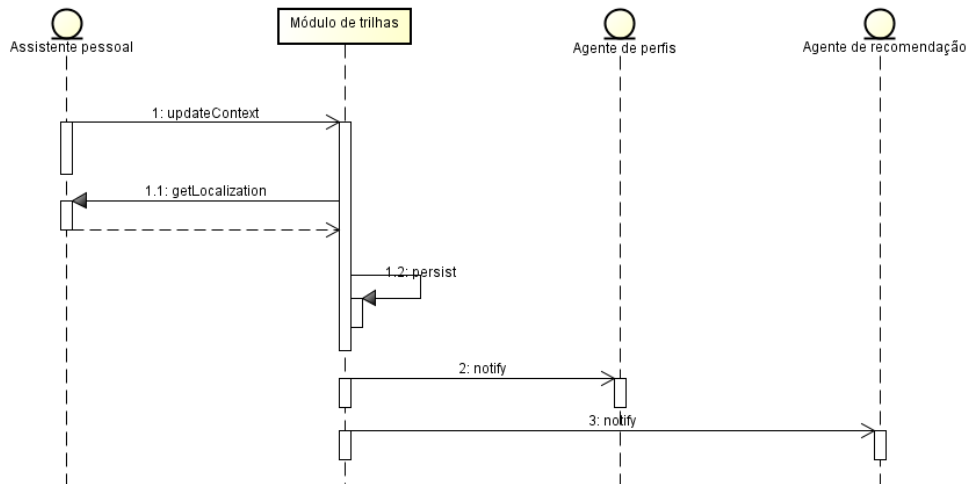 Assistente pessoal
Módulo de trilhas
Agente de perfis
Agente de recomendação
1: updateContext
1.1: getLocalization
1.2: persist
2: notify
3: notify